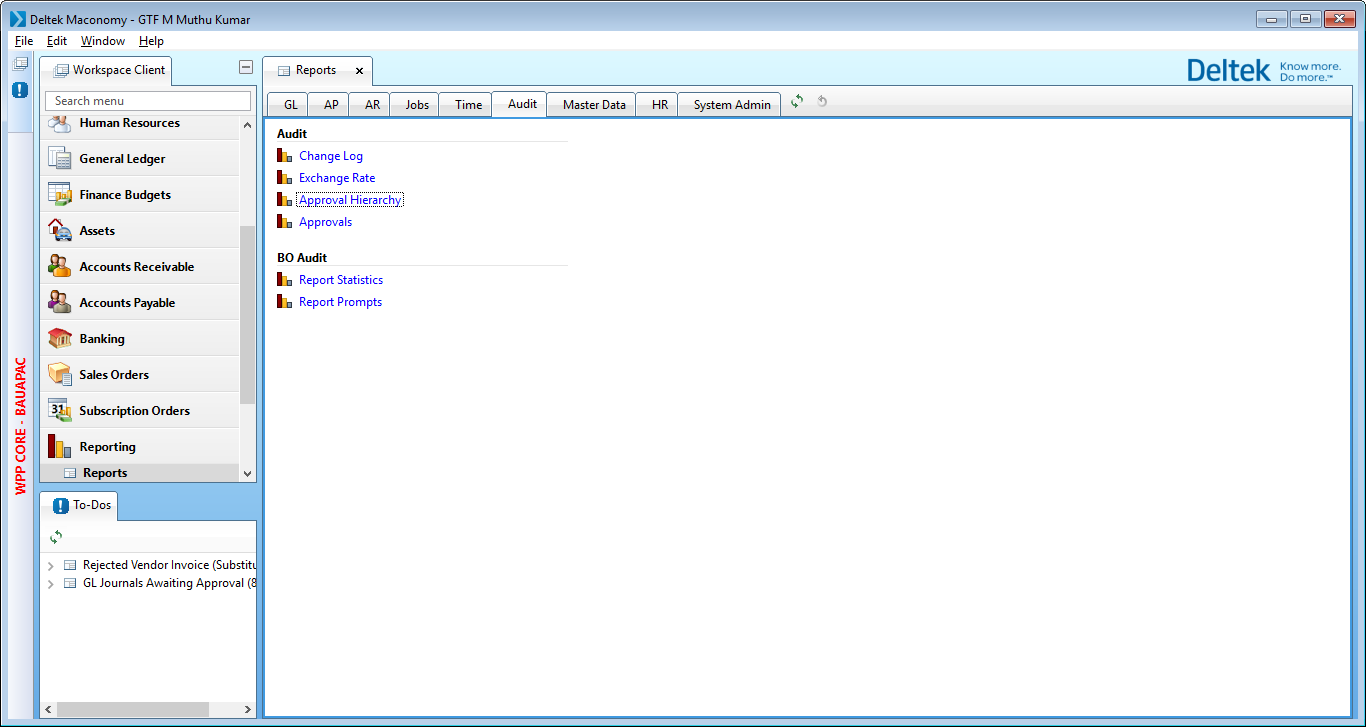 Deltek Maconomy - GTF M Muthu Kumar
File Edit Window Help
Workspace Client
Reports
Deltek Know more.
Do more.™
Search menu
GL AP AR Jobs Time Audit Master Data HR System Admin
Human Resources
General Ledger
Finance Budgets
Assets
Accounts Receivable
Accounts Payable
Banking
Sales Orders
31
Subscription Orders
Reporting
Reports
Audit
Change Log
Exchange Rate
Approval Hierarchy
Approvals
BO Audit
Report Statistics
Report Prompts
WPP CORE - BAUAPAC
To-Dos
Rejected Vendor Invoice (Substitu
GL Journals Awaiting Approval (8